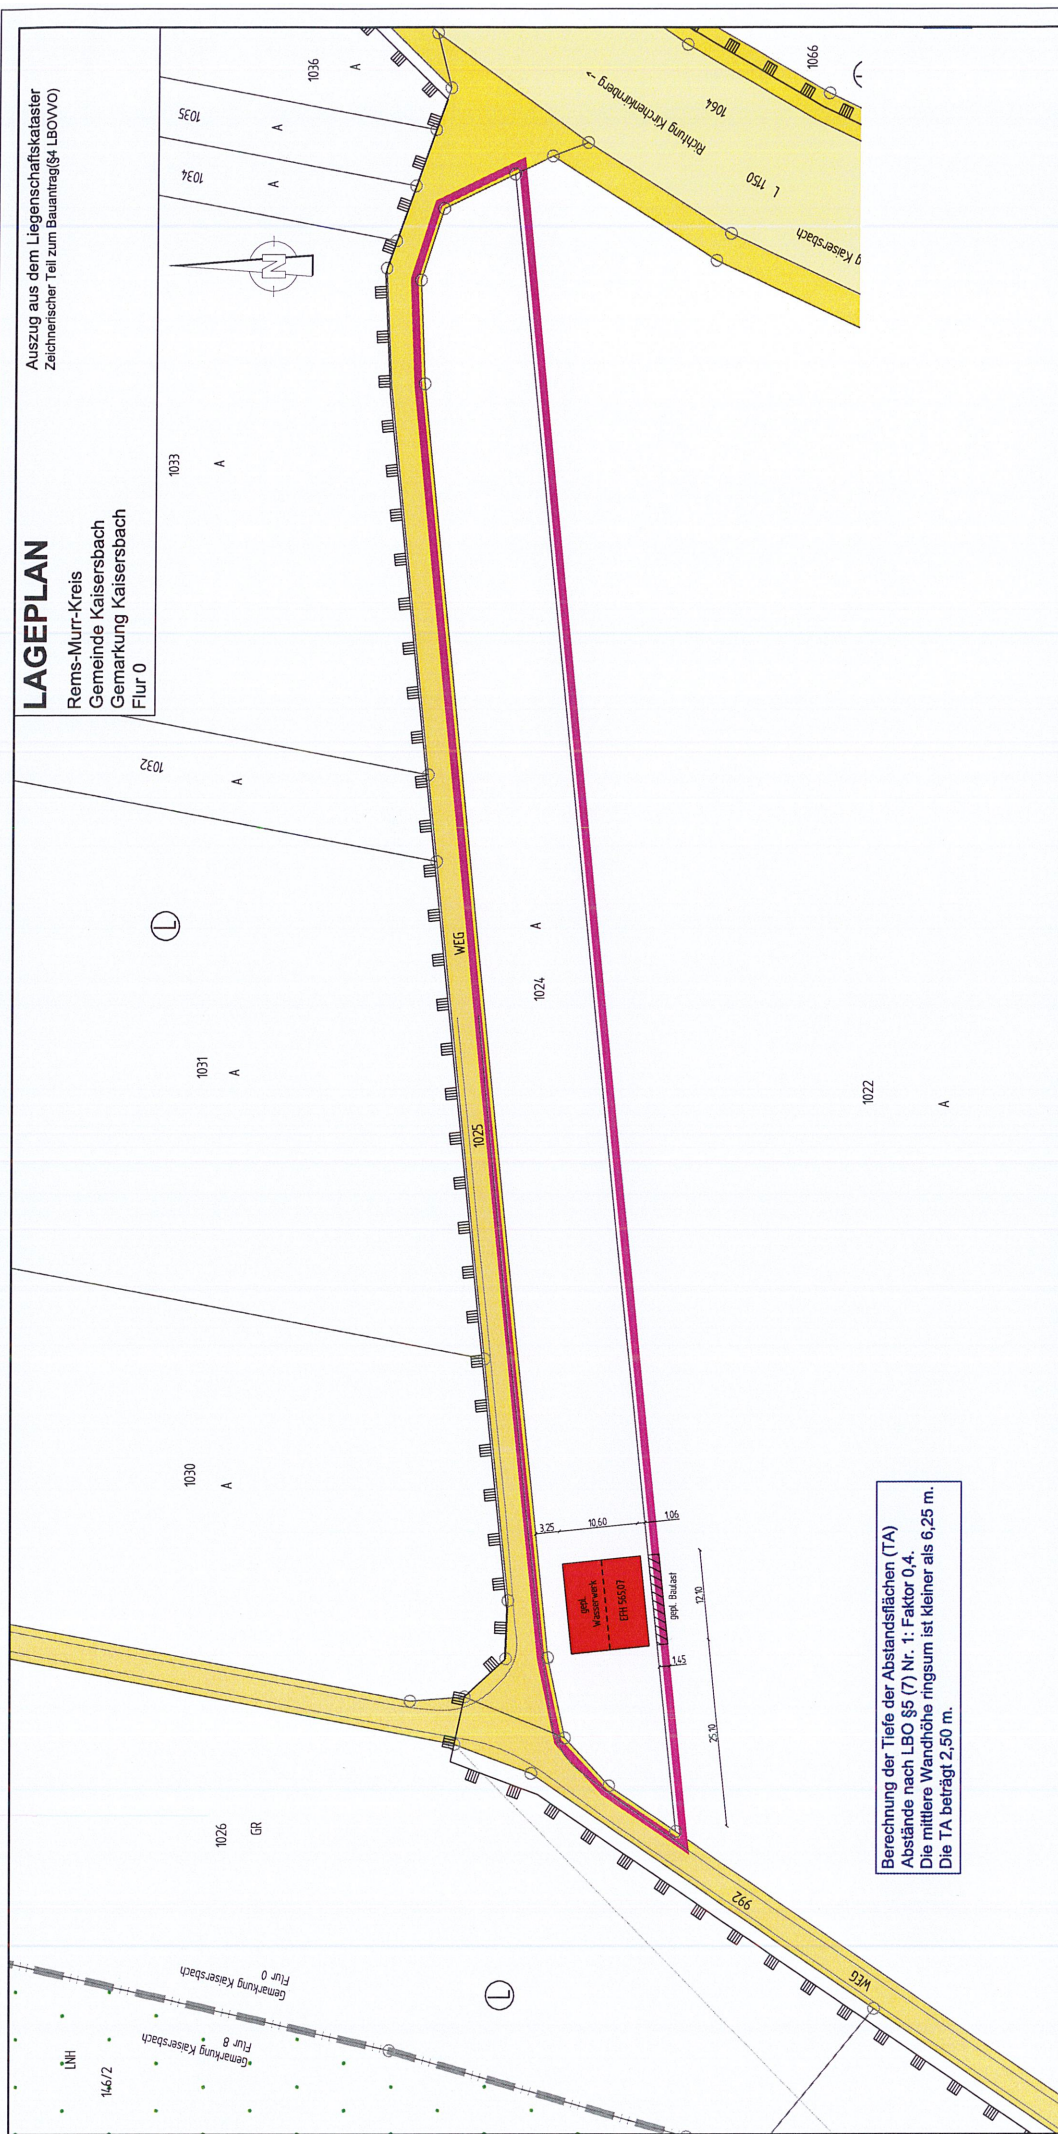 LAGEPLAN
Auszug aus dem Liegenschaftskataster
Zeichnerischer Teil zum Bauantrag(§4 LBOVVO)
Rems-Murr-Kreis
Gemeinde Kaisersbach
Gemarkung Kaisersbach
Flur 0
N
1036
A
1035
A
1034
A
1033
A
1032
A
L
1031
A
1030
A
1026
GR
LNH
146/2
Gemarkung Kaisersbach
Flur 0
Gemarkung Kaisersbach
Flur 8
L
WEG
1025
1024
A
1022
A
1066
1064
Richtung Kirchenkirnberg ->
L 1150
g Kaisersbach
3,25
10,60
1,06
gepl.
Wasserwerk
EFH 565,07
gepl. Baulast
12,10
1,45
25,10
992
WEG
Berechnung der Tiefe der Abstandsflächen (TA)
Abstände nach LBO §5 (7) Nr. 1: Faktor 0,4.
Die mittlere Wandhöhe ringsum ist kleiner als 6,25 m.
Die TA beträgt 2,50 m.